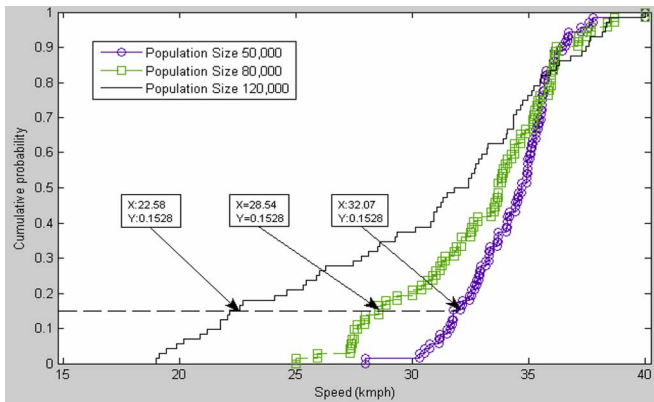 1
0.9
0.8
0.7
0.6
0.5
0.4
0.3
0.2
0.1
0
Cumulative probability
Population Size 50,000
Population Size 80,000
Population Size 120,000
X:22.58
Y:0.1528
X=28.54
Y=0.1528
X:32.07
Y:0.1528
15 20 25 30 35 40
Speed (kmph)